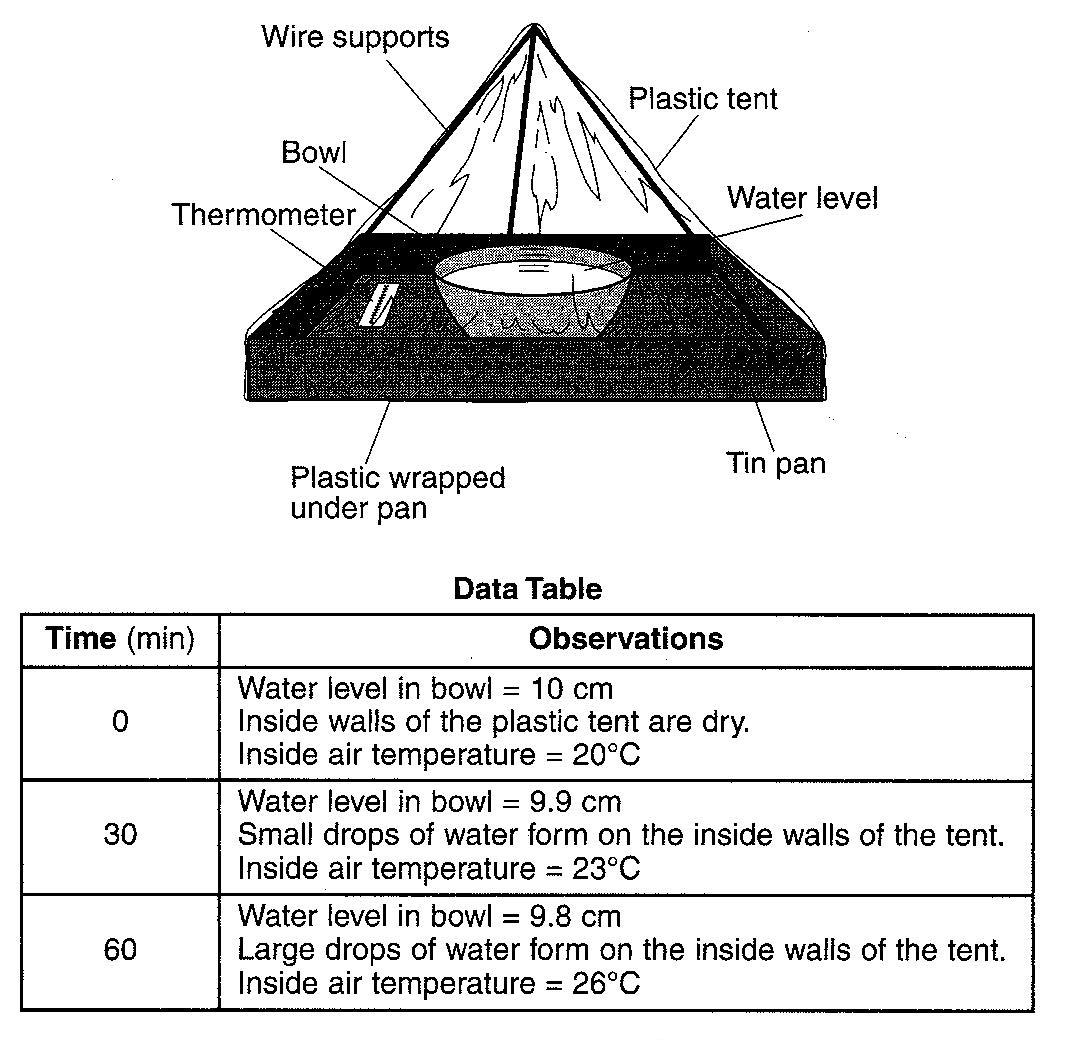 Wire supports
Plastic tent
Bowl
Water level
Thermometer
Plastic wrapped
under pan
Tin pan
Data Table
Time (min)
Observations
0
Water level in bowl = 10 cm
Inside walls of the plastic tent are dry.
Inside air temperature = 20°C
30
Water level in bowl = 9.9 cm
Small drops of water form on the inside walls of the tent.
Inside air temperature = 23°C
60
Water level in bowl = 9.8 cm
Large drops of water form on the inside walls of the tent.
Inside air temperature = 26°C